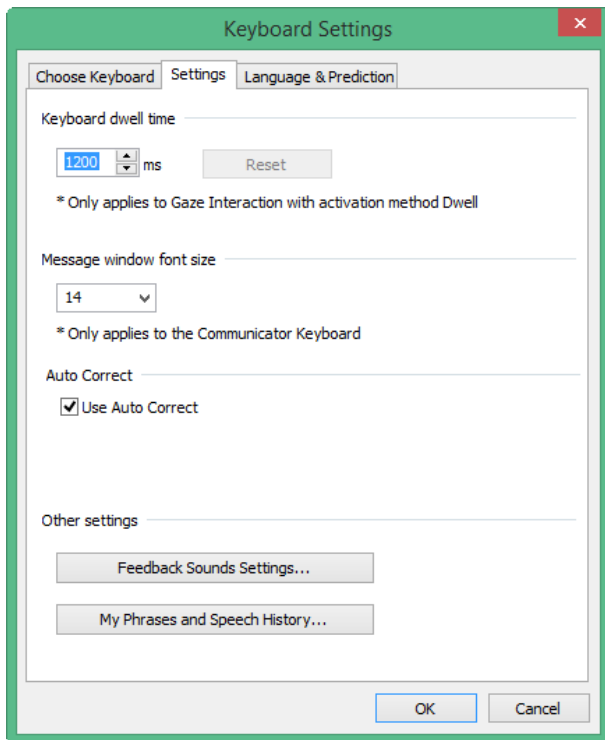 Keyboard Settings
Choose Keyboard Settings Language & Prediction
Keyboard dwell time
1200 ms Reset
* Only applies to Gaze Interaction with activation method Dwell
Message window font size
14
* Only applies to the Communicator Keyboard
Auto Correct
Use Auto Correct
Other settings
Feedback Sounds Settings...
My Phrases and Speech History...
OK Cancel